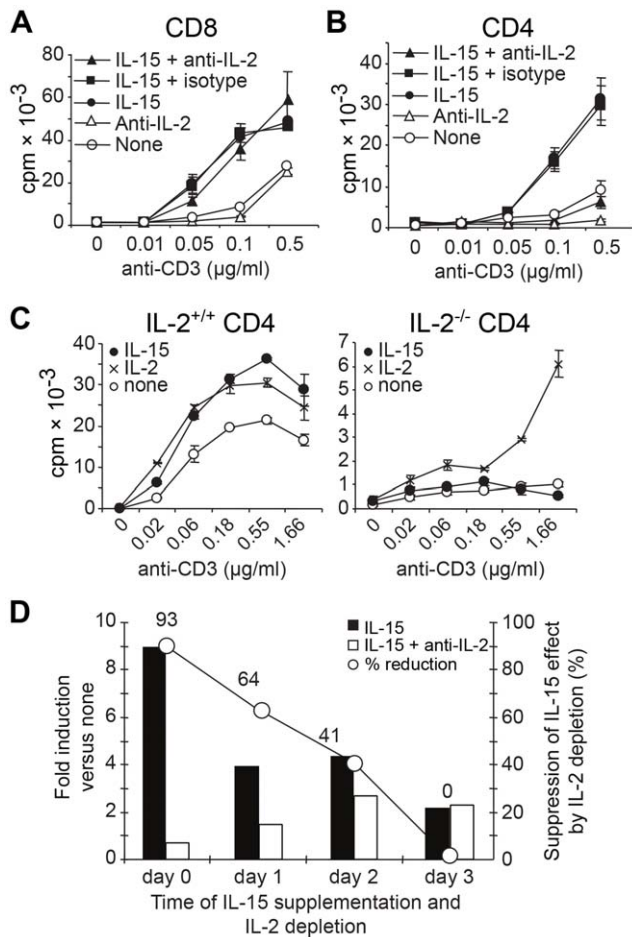 A
CD8
IL-15 + anti-IL-2
IL-15 + isotype
IL-15
Anti-IL-2
None
cpm × 10⁻³
80
60
40
20
0
0 0.01 0.05 0.1 0.5
anti-CD3 (µg/ml)
B
CD4
IL-15 + anti-IL-2
IL-15 + isotype
IL-15
Anti-IL-2
None
cpm × 10⁻³
40
30
20
10
0
0 0.01 0.05 0.1 0.5
anti-CD3 (µg/ml)
C
IL-2⁺/⁺ CD4
IL-15
IL-2
none
cpm × 10⁻³
40
30
20
10
0
0 0.02 0.06 0.18 0.55 1.66
anti-CD3 (µg/ml)
IL-2⁻/⁻ CD4
IL-15
IL-2
none
7
6
5
4
3
2
1
0
0 0.02 0.06 0.18 0.55 1.66
anti-CD3 (µg/ml)
D
IL-15
IL-15 + anti-IL-2
% reduction
Fold induction
versus none
10
8
6
4
2
0
93
64
41
0
100
80
60
40
20
0
Suppression of IL-15 effect
by IL-2 depletion (%)
day 0 day 1 day 2 day 3
Time of IL-15 supplementation and
IL-2 depletion